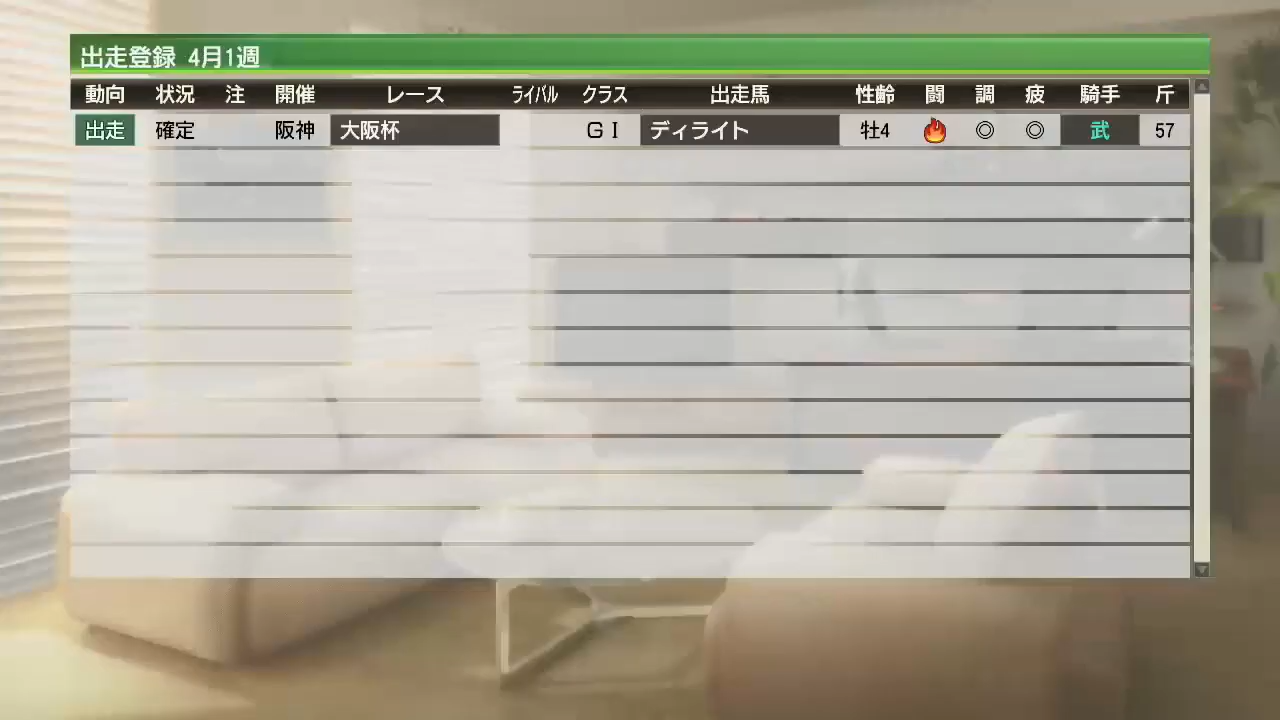 出走登録 4月1週
動向 状況 注 開催 レース ライバル クラス 出走馬 性齢 闘 調 疲 騎手 斤
出走 確定 阪神 大阪杯 GⅠ ディライト 牡4 ◎ ◎ 武 57